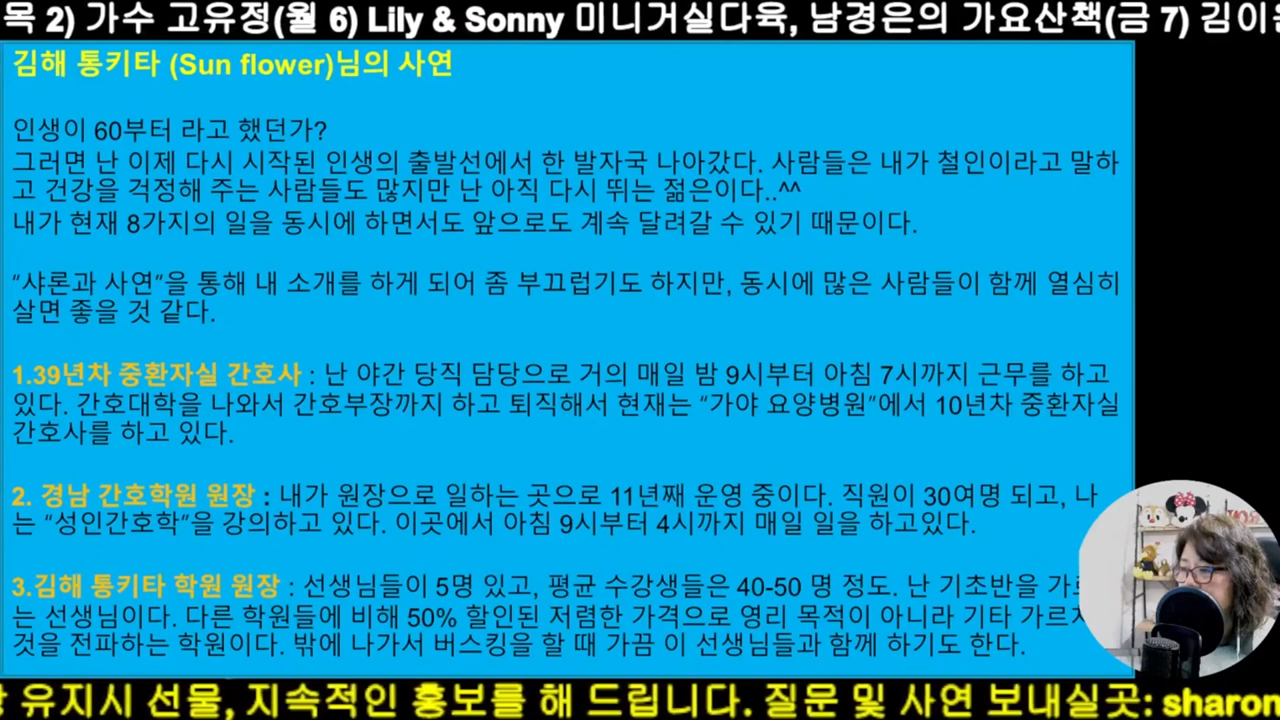 목 2) 가수 고유정(월 6) Lily & Sonny 미니거실다육, 남경은의 가요산책(금 7) 김이
김해 통키타 (Sun flower)님의 사연
인생이 60부터 라고 했던가?
그러면 난 이제 다시 시작된 인생의 출발선에서 한 발자국 나아갔다. 사람들은 내가 철인이라고 말하
고 건강을 걱정해 주는 사람들도 많지만 난 아직 다시 뛰는 젊은이다..^^
내가 현재 8가지의 일을 동시에 하면서도 앞으로도 계속 달려갈 수 있기 때문이다.
“샤론과 사연”을 통해 내 소개를 하게 되어 좀 부끄럽기도 하지만, 동시에 많은 사람들이 함께 열심히
살면 좋을 것 같다.
1.39년차 중환자실 간호사 : 난 야간 당직 담당으로 거의 매일 밤 9시부터 아침 7시까지 근무를 하고
있다. 간호대학을 나와서 간호부장까지 하고 퇴직해서 현재는 “가야 요양병원”에서 10년차 중환자실
간호사를 하고 있다.
2. 경남 간호학원 원장 : 내가 원장으로 일하는 곳으로 11년째 운영 중이다. 직원이 30여명 되고, 나
는 “성인간호학”을 강의하고 있다. 이곳에서 아침 9시부터 4시까지 매일 일을 하고있다.
3.김해 통키타 학원 원장 : 선생님들이 5명 있고, 평균 수강생들은 40-50 명 정도. 난 기초반을 가르
는 선생님이다. 다른 학원들에 비해 50% 할인된 저렴한 가격으로 영리 목적이 아니라 기타 가르치
것을 전파하는 학원이다. 밖에 나가서 버스킹을 할 때 가끔 이 선생님들과 함께 하기도 한다.
유지시 선물, 지속적인 홍보를 해 드립니다. 질문 및 사연 보내실곳: sharon